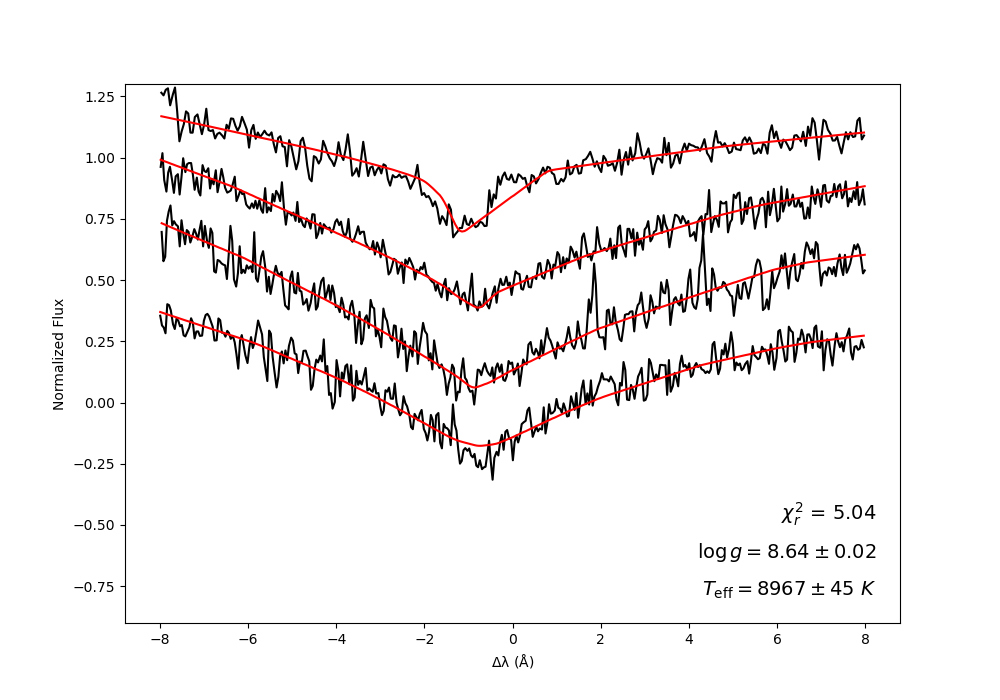 1.25
1.00
0.75
0.50
0.25
0.00
−0.25
−0.50
−0.75
Normalized Flux
χ²ᵣ = 5.04
log g = 8.64 ± 0.02
T_eff = 8967 ± 45 K
−8 −6 −4 −2 0 2 4 6 8
Δλ (Å)